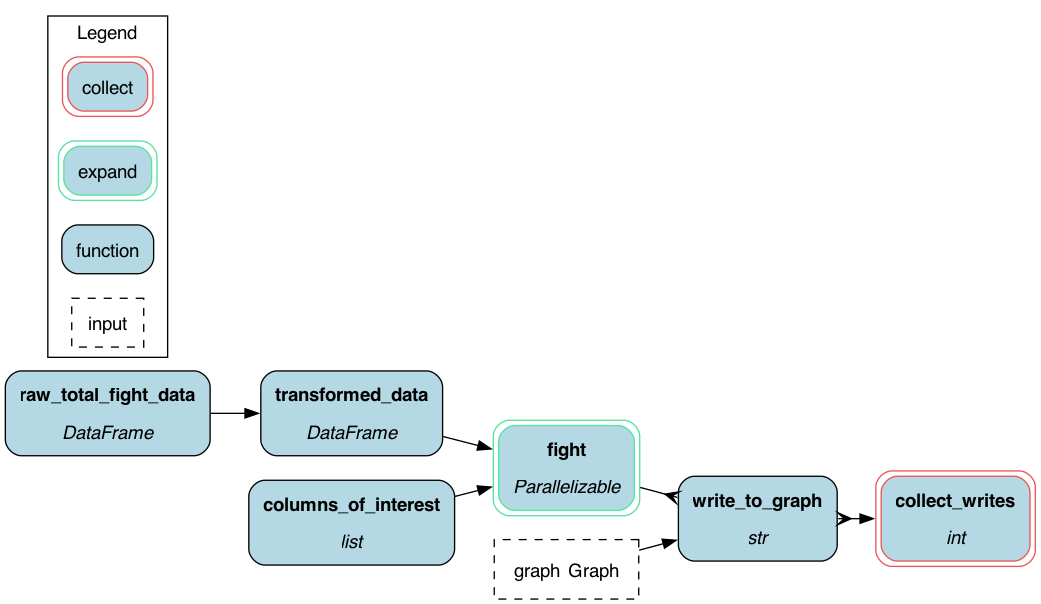 Legend
collect
expand
function
input
raw_total_fight_data
DataFrame
transformed_data
DataFrame
columns_of_interest
list
fight
Parallelizable
graph Graph
write_to_graph
str
collect_writes
int